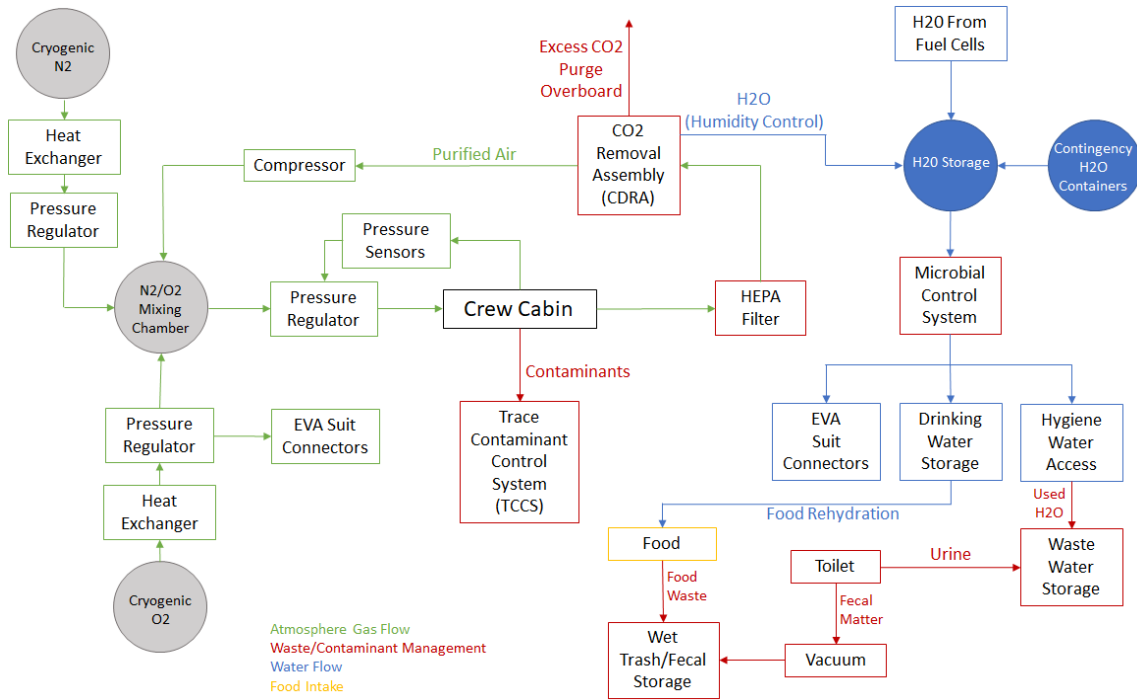 Cryogenic
N2
Heat
Exchanger
Pressure
Regulator
Compressor
Purified Air
Excess CO2
Purge
Overboard
CO2
Removal
Assembly
(CDRA)
H2O
(Humidity Control)
H20 From
Fuel Cells
H20 Storage
Contingency
H2O
Containers
Pressure
Sensors
N2/O2
Mixing
Chamber
Pressure
Regulator
Crew Cabin
HEPA
Filter
Microbial
Control
System
Contaminants
Trace
Contaminant
Control
System
(TCCS)
Pressure
Regulator
EVA Suit
Connectors
Heat
Exchanger
Cryogenic
O2
EVA
Suit
Connectors
Drinking
Water
Storage
Hygiene
Water
Access
Used
H2O
Food Rehydration
Food
Food
Waste
Toilet
Urine
Waste
Water
Storage
Fecal
Matter
Wet
Trash/Fecal
Storage
Vacuum
Atmosphere Gas Flow
Waste/Contaminant Management
Water Flow
Food Intake